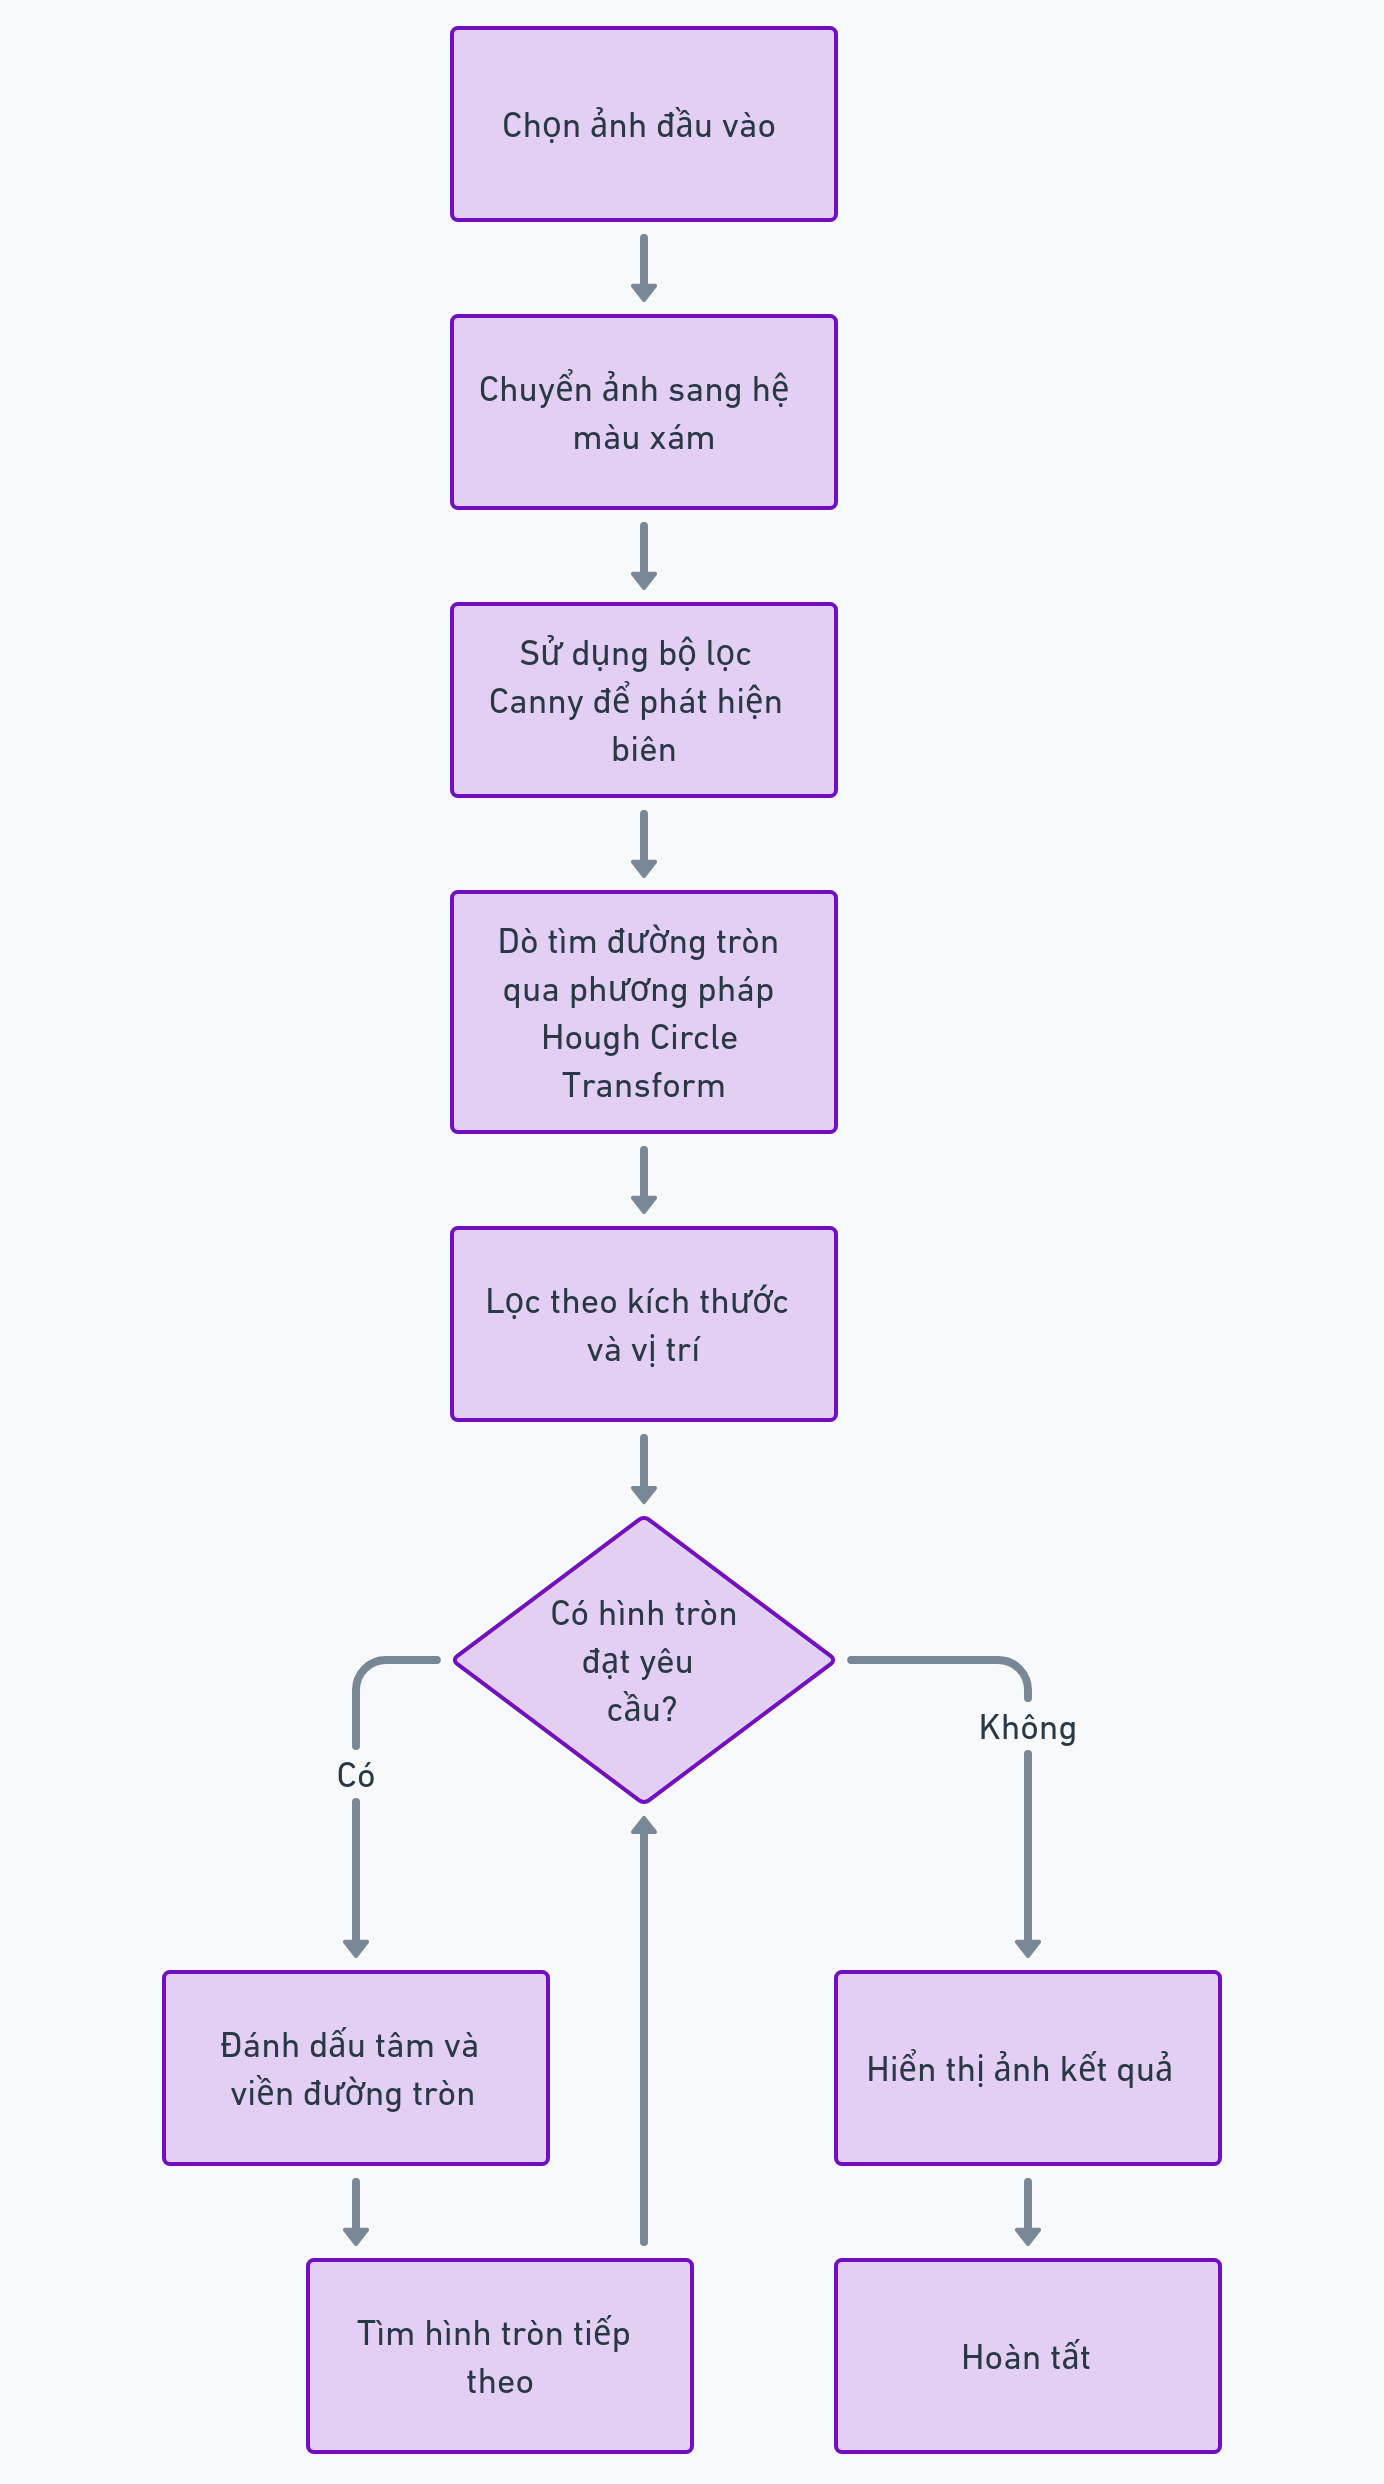 Chọn ảnh đầu vào
Chuyển ảnh sang hệ
màu xám
Sử dụng bộ lọc
Canny để phát hiện
biên
Dò tìm đường tròn
qua phương pháp
Hough Circle
Transform
Lọc theo kích thước
và vị trí
Có hình tròn
đạt yêu
cầu?
Không
Có
Đánh dấu tâm và
viền đường tròn
Hiển thị ảnh kết quả
Tìm hình tròn tiếp
theo
Hoàn tất